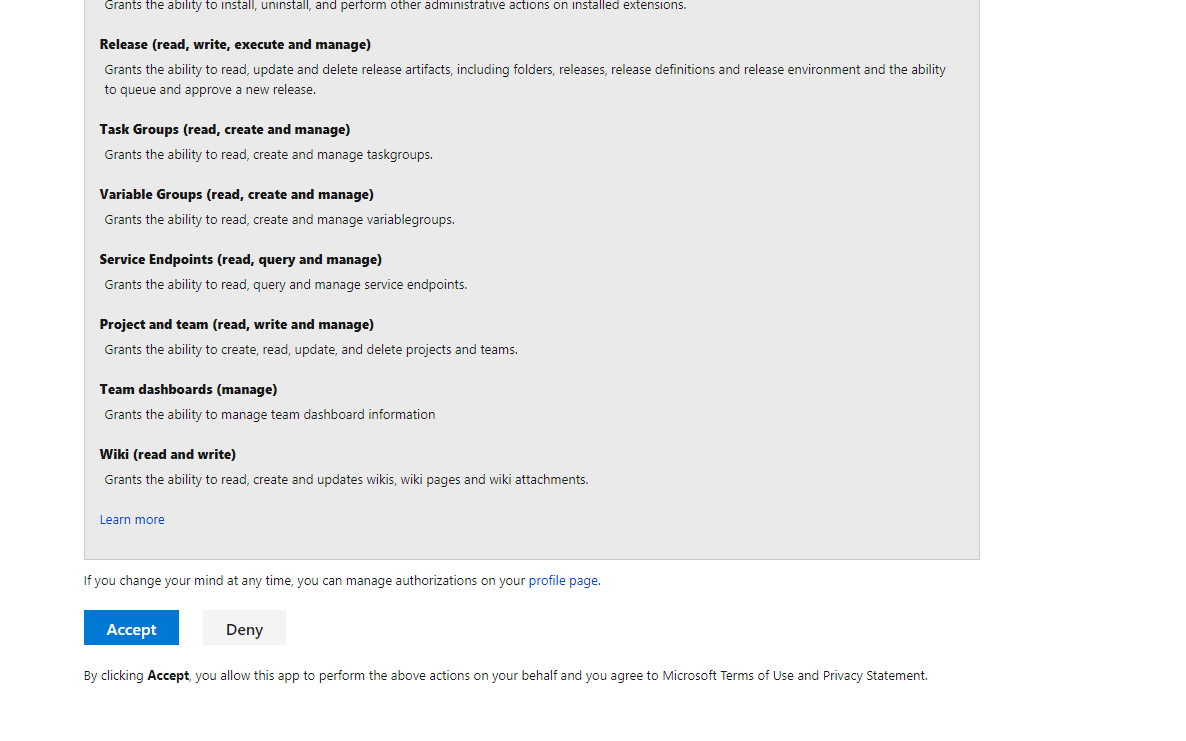 Grants the ability to install, uninstall, and perform other administrative actions on installed extensions.
Release (read, write, execute and manage)
Grants the ability to read, update and delete release artifacts, including folders, releases, release definitions and release environment and the ability
to queue and approve a new release.
Task Groups (read, create and manage)
Grants the ability to read, create and manage taskgroups.
Variable Groups (read, create and manage)
Grants the ability to read, create and manage variablegroups.
Service Endpoints (read, query and manage)
Grants the ability to read, query and manage service endpoints.
Project and team (read, write and manage)
Grants the ability to create, read, update, and delete projects and teams.
Team dashboards (manage)
Grants the ability to manage team dashboard information
Wiki (read and write)
Grants the ability to read, create and updates wikis, wiki pages and wiki attachments.
Learn more
If you change your mind at any time, you can manage authorizations on your profile page.
Accept Deny
By clicking Accept, you allow this app to perform the above actions on your behalf and you agree to Microsoft Terms of Use and Privacy Statement.